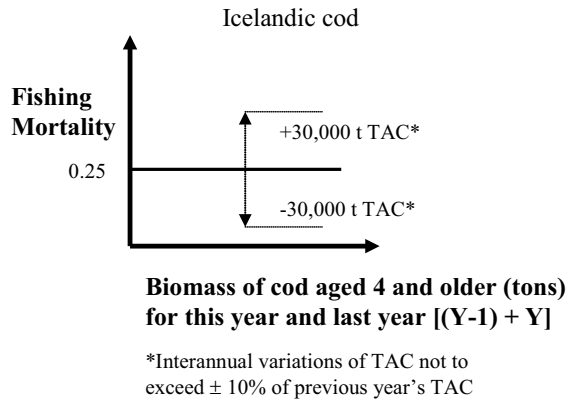 Icelandic cod
Fishing
Mortality
+30,000 t TAC*
0.25
-30,000 t TAC*
Biomass of cod aged 4 and older (tons)
for this year and last year [(Y-1) + Y]
*Interannual variations of TAC not to
exceed ± 10% of previous year's TAC